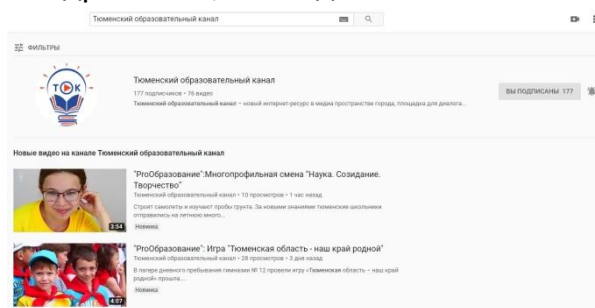 Тюменский образовательный канал
ФИЛЬТРЫ
ТОК
Тюменский образовательный канал
177 подписчиков • 76 видео
Тюменский образовательный канал – новый интернет-ресурс в медиа пространстве города, площадка для диалога...
ВЫ ПОДПИСАНЫ 177
Новые видео на канале Тюменский образовательный канал
"ProОбразование":Многопрофильная смена "Наука. Созидание.
Творчество"
Тюменский образовательный канал • 10 просмотров • 1 час назад
Строят самолеты и изучают пробы грунта. За новыми знаниями тюменские школьники
отправились на летнюю много...
3:34
Новинка
"ProОбразование": Игра "Тюменская область - наш край родной"
Тюменский образовательный канал • 28 просмотров • 3 дня назад
В лагере дневного пребывания гимназии № 12 провели игру «Тюменская область – наш край
родной» прошла...
4:07
Новинка